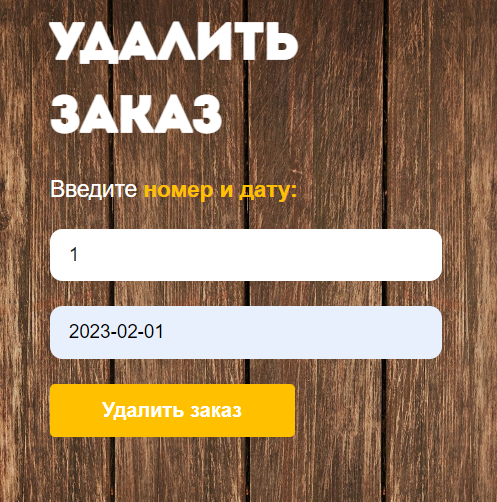 УДАЛИТЬ
ЗАКАЗ
Введите номер и дату:
1
2023-02-01
Удалить заказ